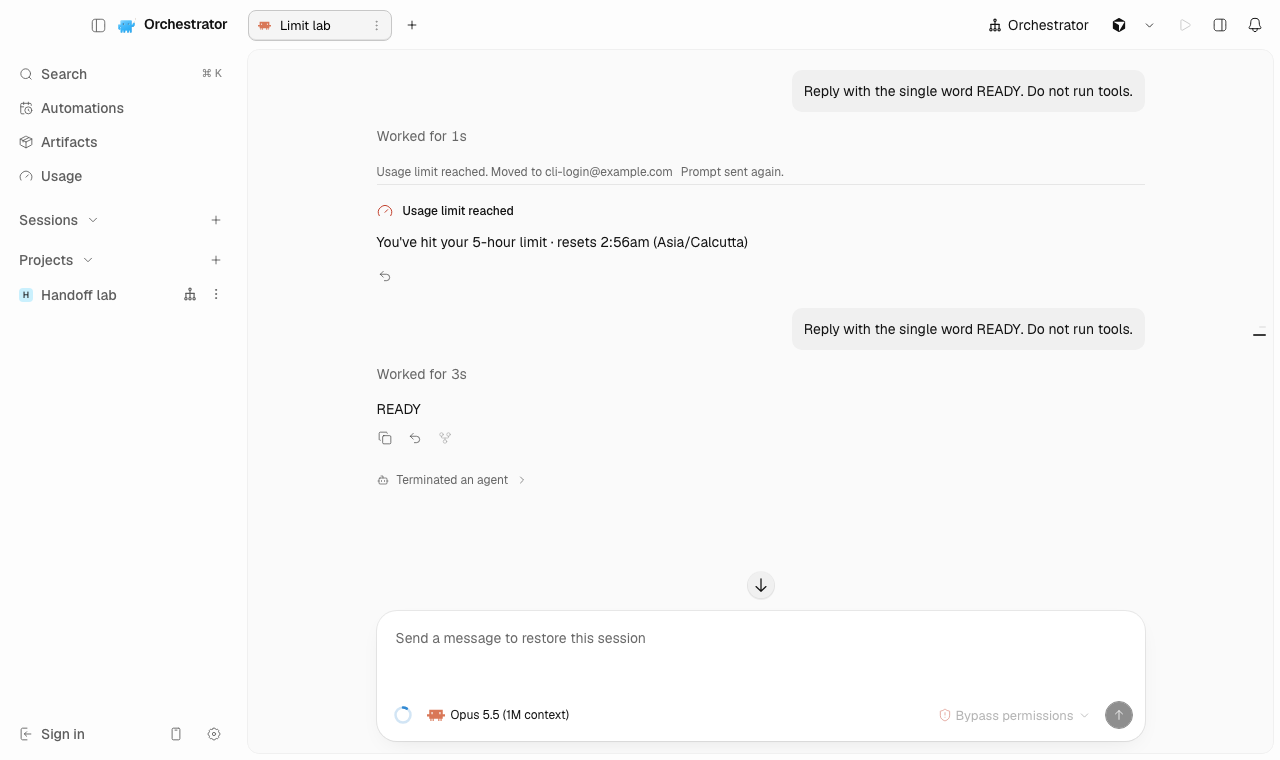 Orchestrator
Limit lab
Orchestrator
Search
⌘ K
Automations
Artifacts
Usage
Sessions
Projects
H
Handoff lab
Reply with the single word READY. Do not run tools.
Worked for 1s
Usage limit reached. Moved to cli-login@example.com Prompt sent again.
Usage limit reached
You've hit your 5-hour limit · resets 2:56am (Asia/Calcutta)
Reply with the single word READY. Do not run tools.
Worked for 3s
READY
Terminated an agent
Send a message to restore this session
Opus 5.5 (1M context)
Bypass permissions
Sign in